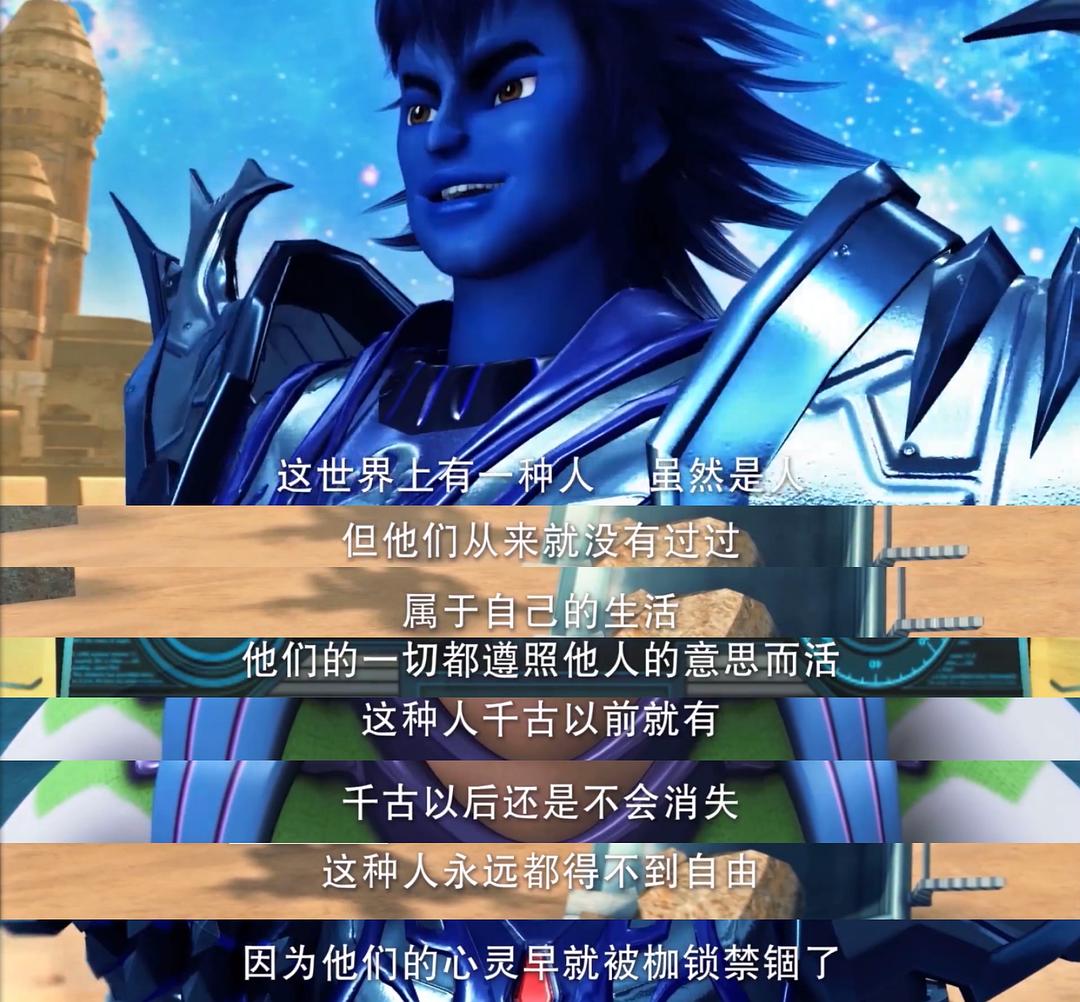 这世界上有一种人 虽然是人
但他们从来就没有过过
属于自己的生活
他们的一切都遵照他人的意思而活
这种人千古以前就有
千古以后还是不会消失
这种人永远都得不到自由
因为他们的心灵早就被枷锁禁锢了